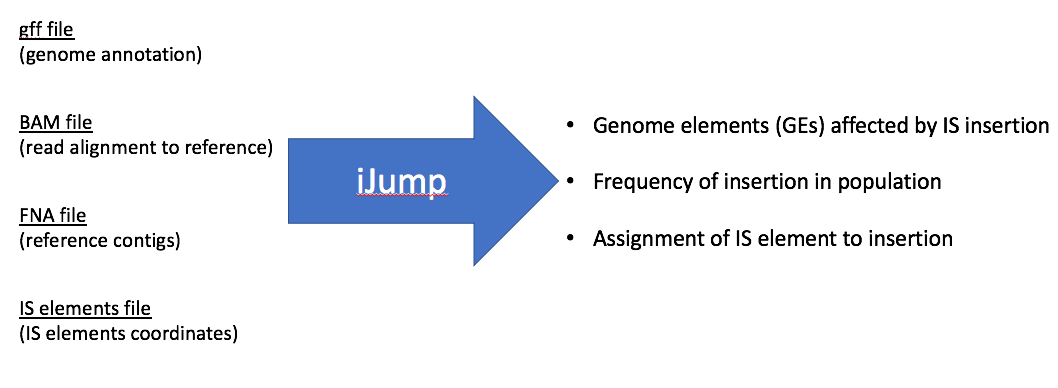 gff file
(genome annotation)
BAM file
(read alignment to reference)
FNA file
(reference contigs)
IS elements file
(IS elements coordinates)
iJump
• Genome elements (GEs) affected by IS insertion
• Frequency of insertion in population
• Assignment of IS element to insertion